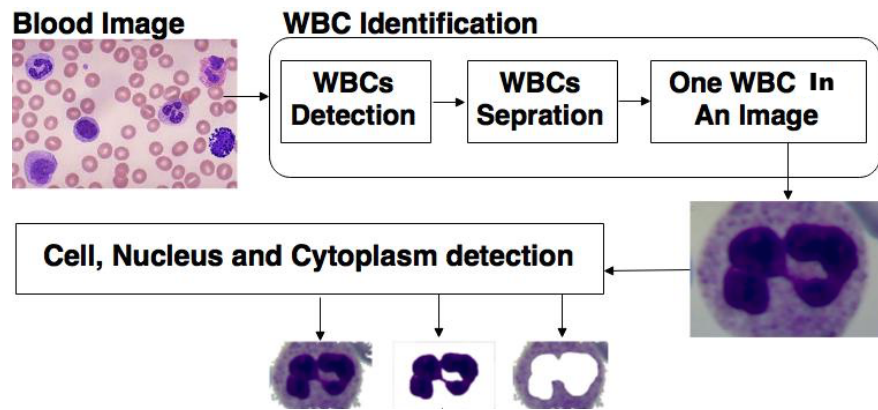 Blood Image
WBC Identification
WBCs
Detection
WBCs
Sepration
One WBC In
An Image
Cell, Nucleus and Cytoplasm detection